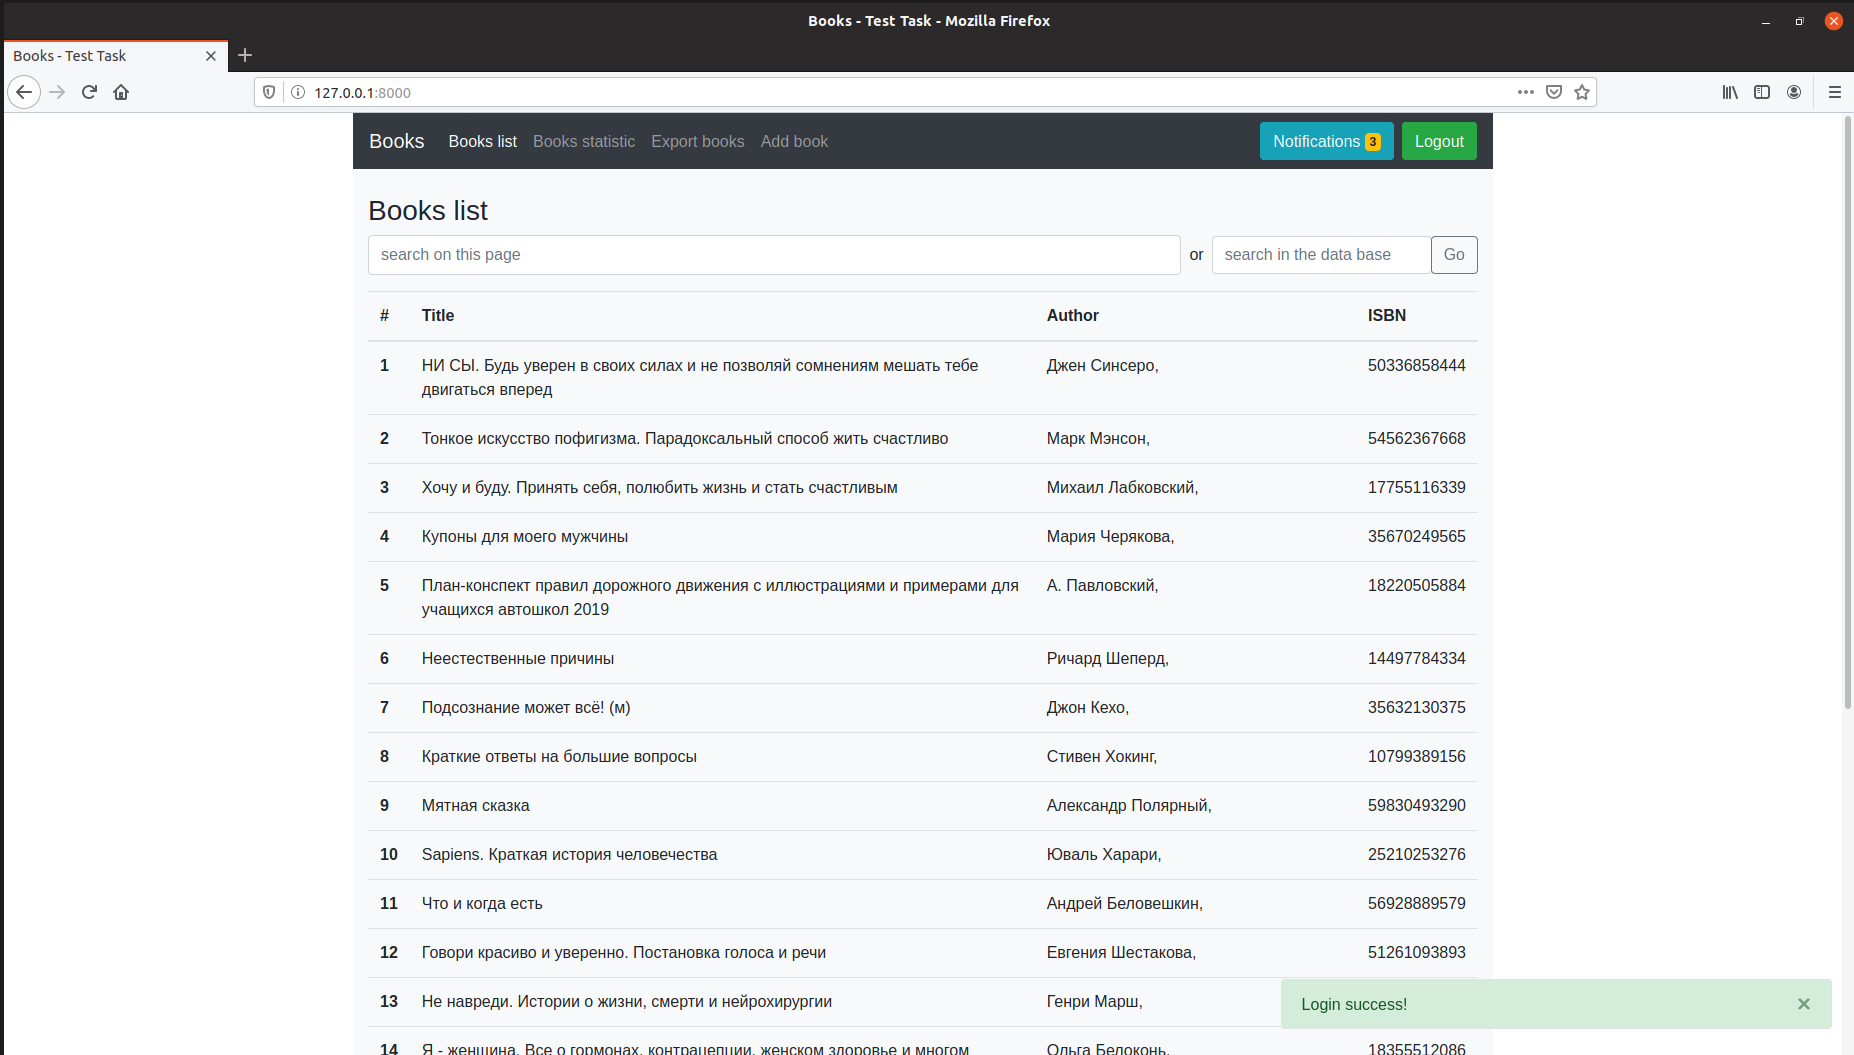 Books - Test Task - Mozilla Firefox
Books - Test Task
127.0.0.1:8000
Books Books list Books statistic Export books Add book Notifications 3 Logout
Books list
search on this page or search in the data base Go
# Title Author ISBN
1 НИ СЫ. Будь уверен в своих силах и не позволяй сомнениям мешать тебе Джен Синсеро, 50336858444
двигаться вперед
2 Тонкое искусство пофигизма. Парадоксальный способ жить счастливо Марк Мэнсон, 54562367668
3 Хочу и буду. Принять себя, полюбить жизнь и стать счастливым Михаил Лабковский, 17755116339
4 Купоны для моего мужчины Мария Черякова, 35670249565
5 План-конспект правил дорожного движения с иллюстрациями и примерами для А. Павловский, 18220505884
учащихся автошкол 2019
6 Неестественные причины Ричард Шеперд, 14497784334
7 Подсознание может всё! (м) Джон Кехо, 35632130375
8 Краткие ответы на большие вопросы Стивен Хокинг, 10799389156
9 Мятная сказка Александр Полярный, 59830493290
10 Sapiens. Краткая история человечества Юваль Харари, 25210253276
11 Что и когда есть Андрей Беловешкин, 56928889579
12 Говори красиво и уверенно. Постановка голоса и речи Евгения Шестакова, 51261093893
13 Не навреди. Истории о жизни, смерти и нейрохирургии Генри Марш,
Login success!
14 Я - женщина. Все о гормонах, контрацепции, женском здоровье и многом Ольга Белоконь, 18355512086